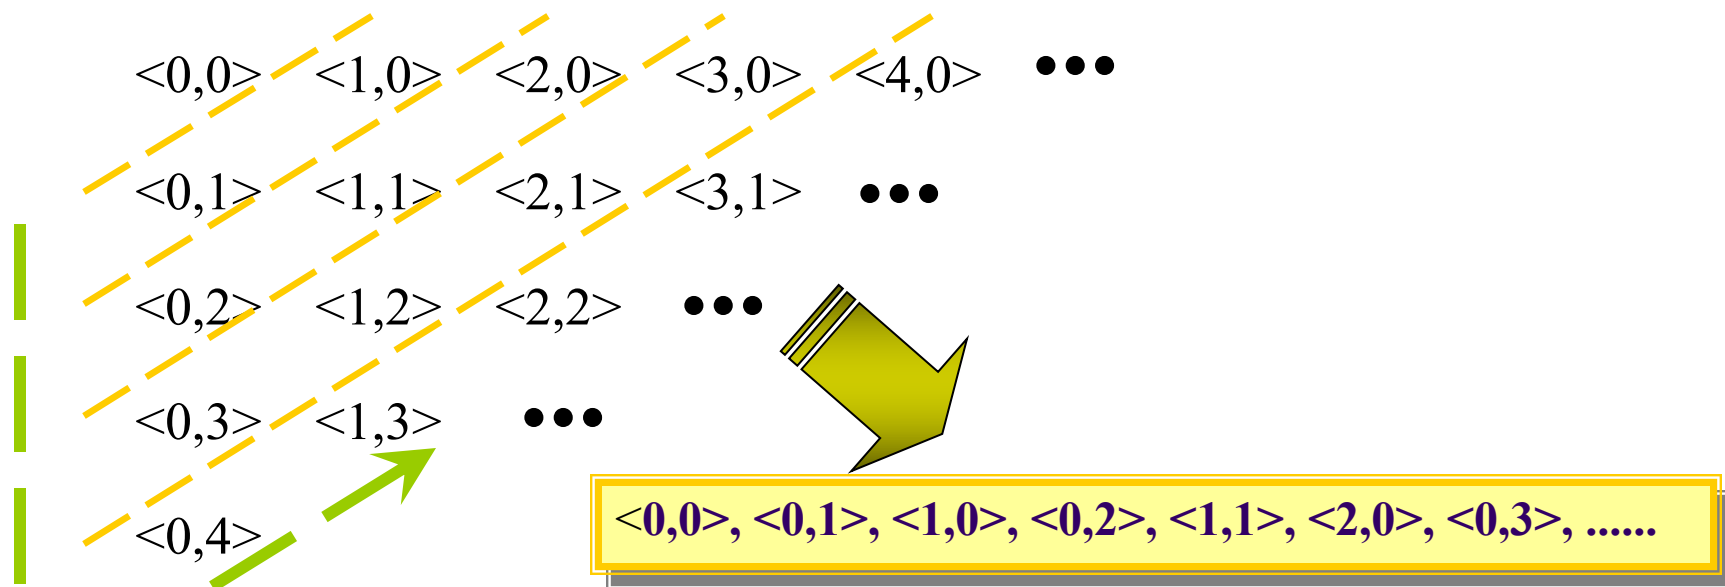 <0,0> <1,0> <2,0> <3,0> <4,0> •••
<0,1> <1,1> <2,1> <3,1> •••
<0,2> <1,2> <2,2> •••
<0,3> <1,3> •••
<0,4>
<0,0>, <0,1>, <1,0>, <0,2>, <1,1>, <2,0>, <0,3>, ......